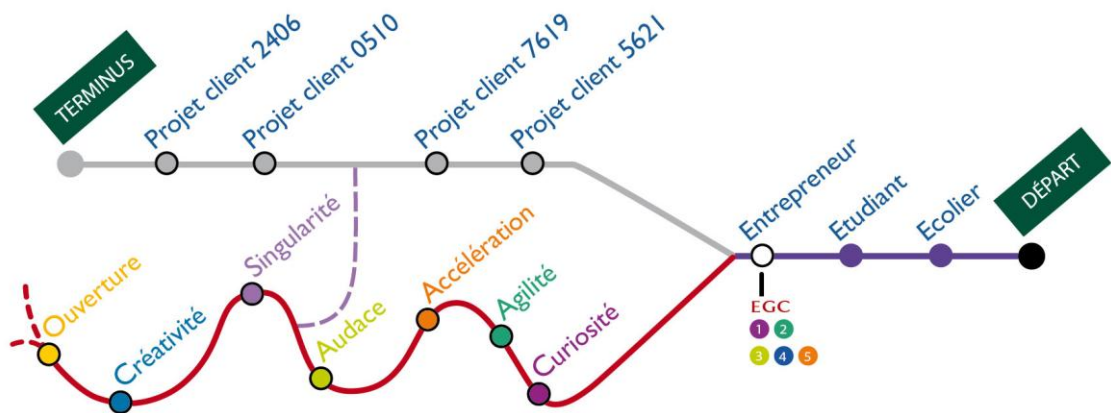 TERMINUS
Projet client 2406
Projet client 0510
Projet client 7619
Projet client 5621
Entrepreneur
Etudiant
Ecolier
DÉPART
Ouverture
Créativité
Singularité
Audace
Accélération
Agilité
Curiosité
EGC
1 2
3 4 5